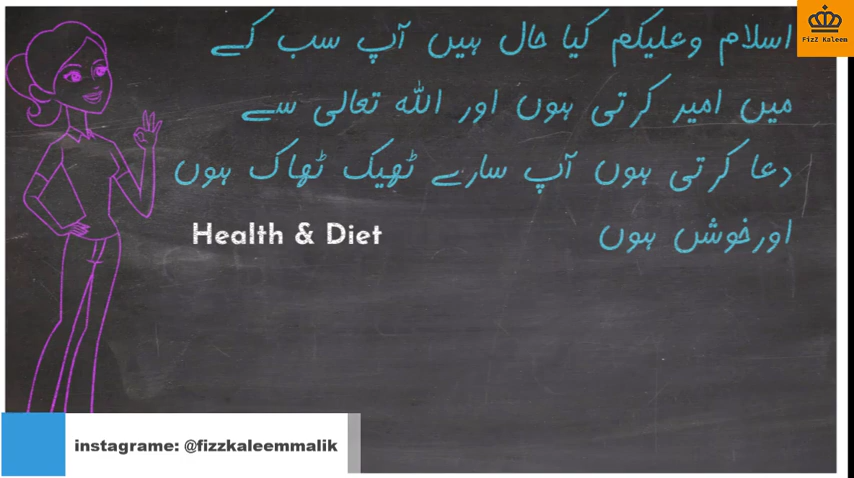 اسلام وعلیکم کیا حال ہیں آپ سب کے
میں امیر کرتی ہوں اور اللہ تعالی سے
دعا کرتی ہوں آپ سارے ٹھیک ٹھاک ہوں
اورخوش ہوں
Health & Diet
FizZ Kaleem
instagrame: @fizzkaleemmalik